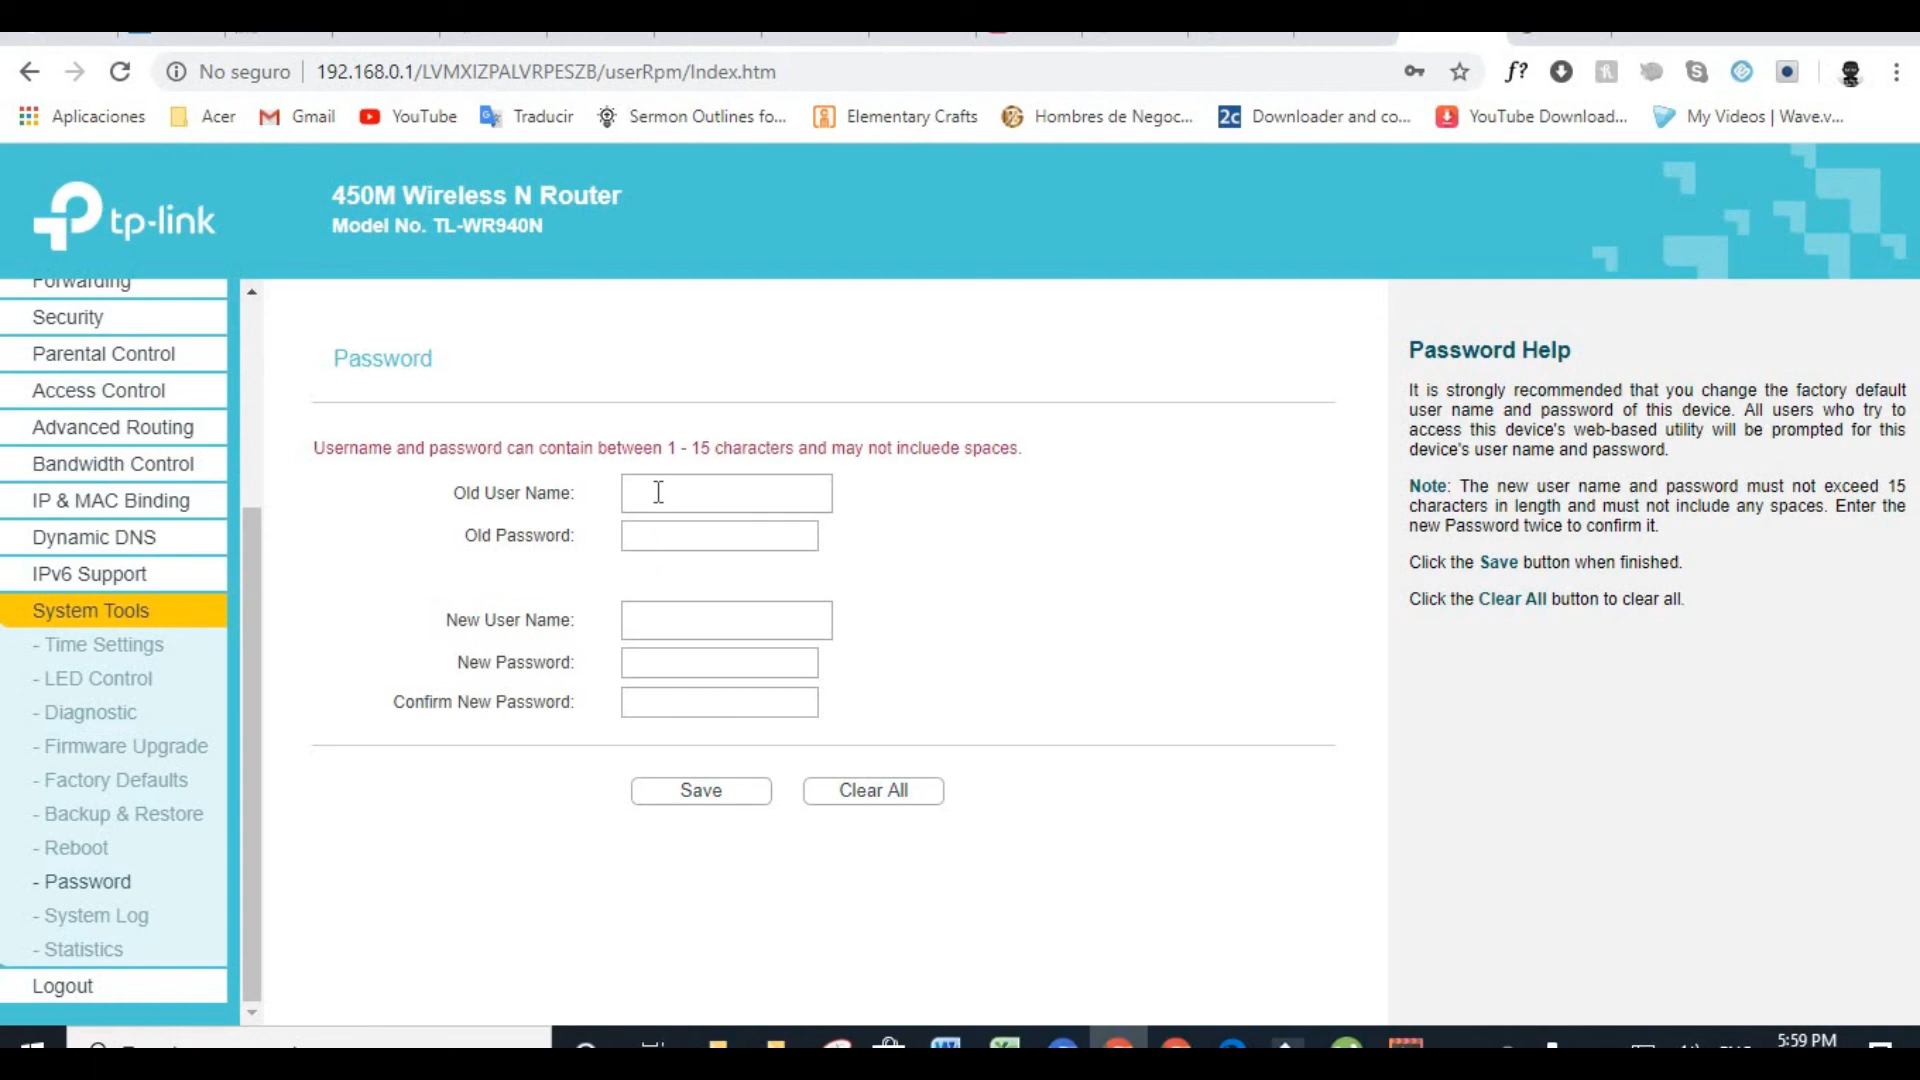 No seguro
192.168.0.1/LVMXIZPALVRPESZB/userRpm/Index.htm
f?
Aplicaciones
Acer
Gmail
YouTube
Traducir
Sermon Outlines fo...
Elementary Crafts
Hombres de Negoc...
2c
Downloader and co...
YouTube Download...
My Videos | Wave.v...
tp-link
450M Wireless N Router
Model No. TL-WR940N
Forwarding
Security
Parental Control
Access Control
Advanced Routing
Bandwidth Control
IP & MAC Binding
Dynamic DNS
IPv6 Support
System Tools
- Time Settings
- LED Control
- Diagnostic
- Firmware Upgrade
- Factory Defaults
- Backup & Restore
- Reboot
- Password
- System Log
- Statistics
Logout
Password
Username and password can contain between 1 - 15 characters and may not incluede spaces.
Old User Name:
Old Password:
New User Name:
New Password:
Confirm New Password:
Save
Clear All
Password Help
It is strongly recommended that you change the factory default
user name and password of this device. All users who try to
access this device's web-based utility will be prompted for this
device's user name and password.
Note: The new user name and password must not exceed 15
characters in length and must not include any spaces. Enter the
new Password twice to confirm it.
Click the Save button when finished.
Click the Clear All button to clear all.
5:59 PM